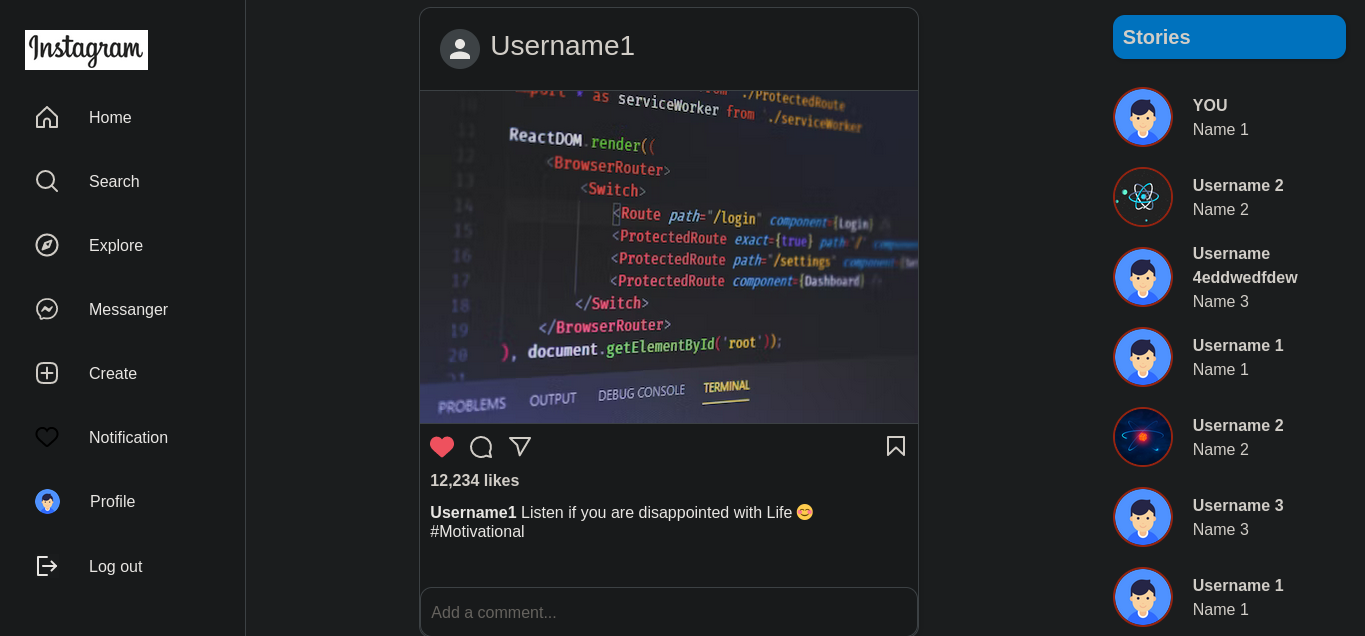 Instagram
Home
Search
Explore
Messanger
Create
Notification
Profile
Log out
Username1
import * as serviceWorker from './serviceWorker
from './ProtectedRoute
11
ReactDOM.render((
12
<BrowserRouter>
13
<Switch>
14
<Route path="/login" component={Login} />
15
<ProtectedRoute exact={true} path="/"
16
<ProtectedRoute path="/settings"
17
<ProtectedRoute component={Dashboard} />
18
</Switch>
19
</BrowserRouter>
20
), document.getElementById('root'));
21
PROBLEMS OUTPUT DEBUG CONSOLE TERMINAL
12,234 likes
Username1 Listen if you are disappointed with Life 😊
#Motivational
Add a comment...
Stories
YOU
Name 1
Username 2
Name 2
Username
4eddwedfdew
Name 3
Username 1
Name 1
Username 2
Name 2
Username 3
Name 3
Username 1
Name 1